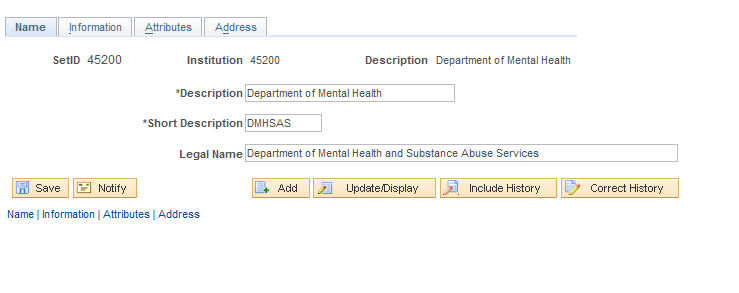 Name Information Attributes Address
SetID 45200 Institution 45200 Description Department of Mental Health
*Description Department of Mental Health
*Short Description DMHSAS
Legal Name Department of Mental Health and Substance Abuse Services
Save Notify Add Update/Display Include History Correct History
Name | Information | Attributes | Address